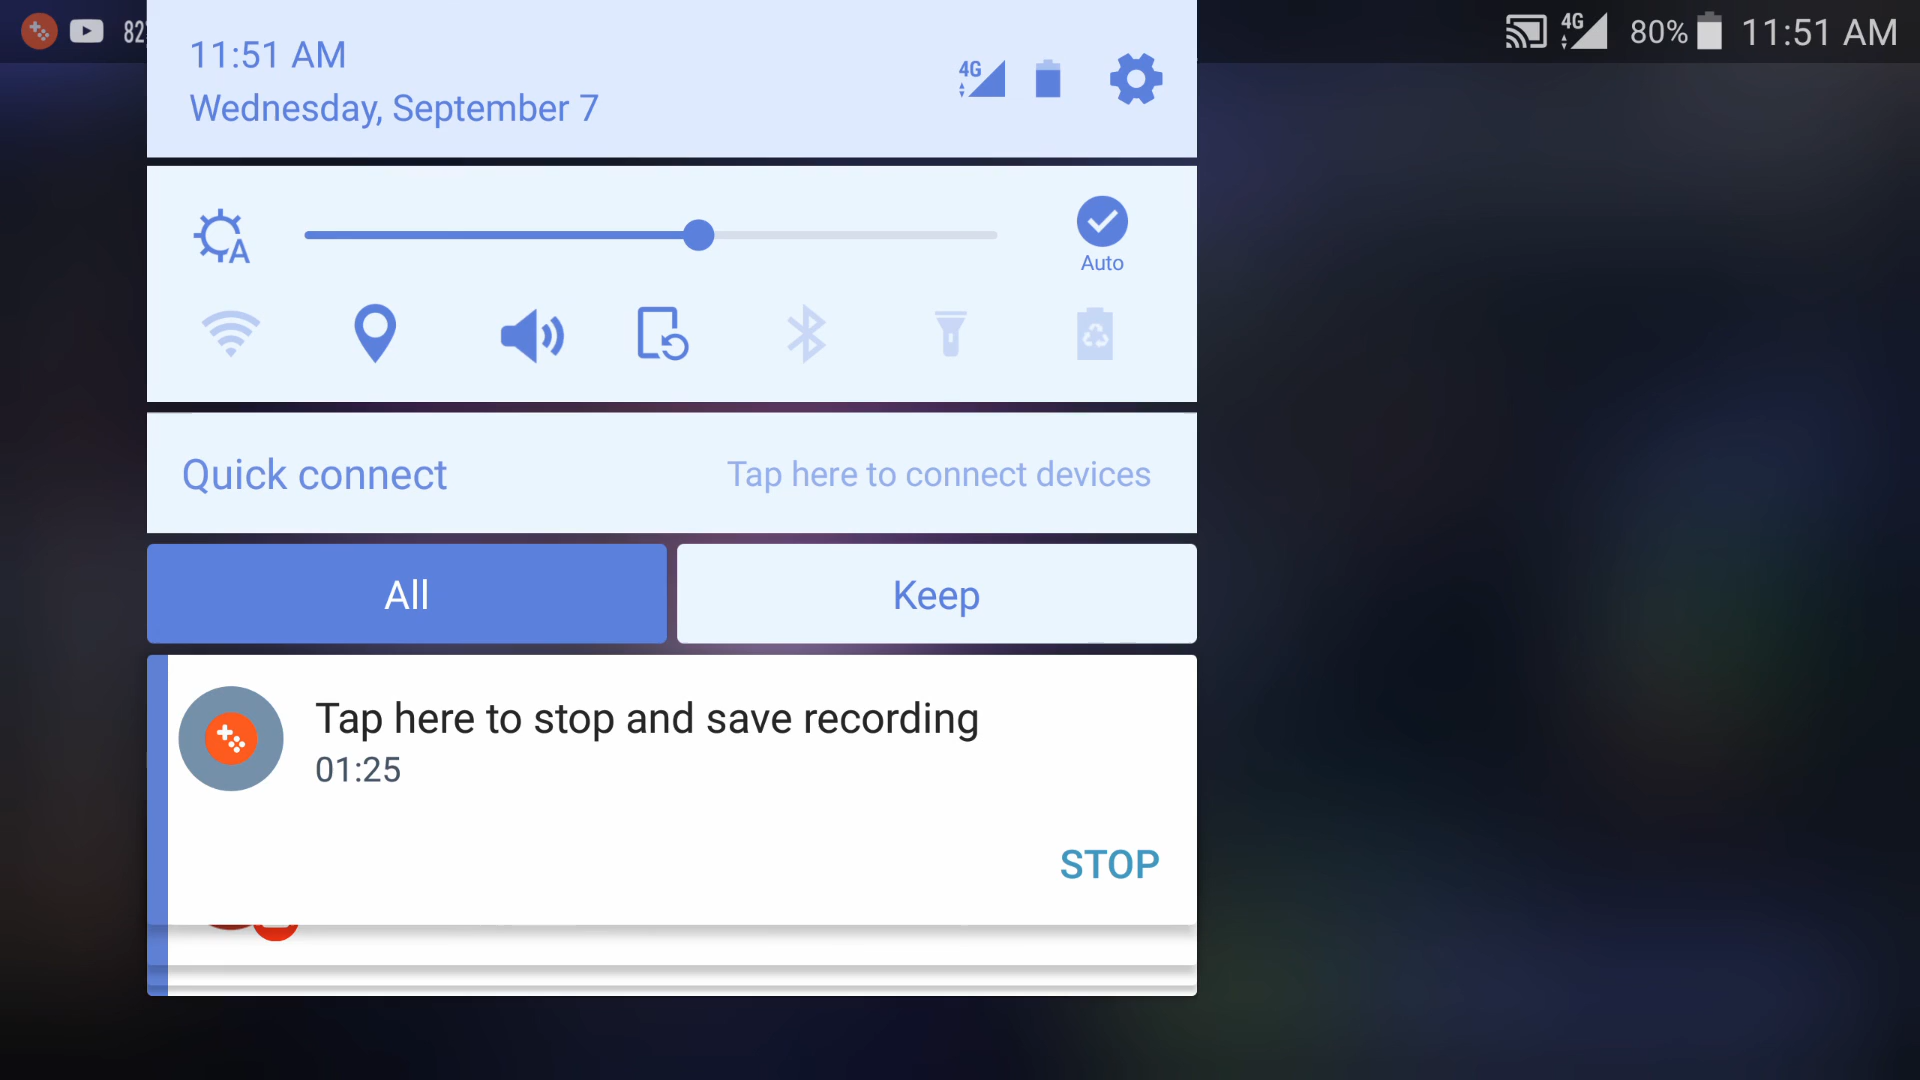 82
4G 80% 11:51 AM
11:51 AM
4G
Wednesday, September 7
A
Auto
Quick connect
Tap here to connect devices
All
Keep
Tap here to stop and save recording
01:25
STOP